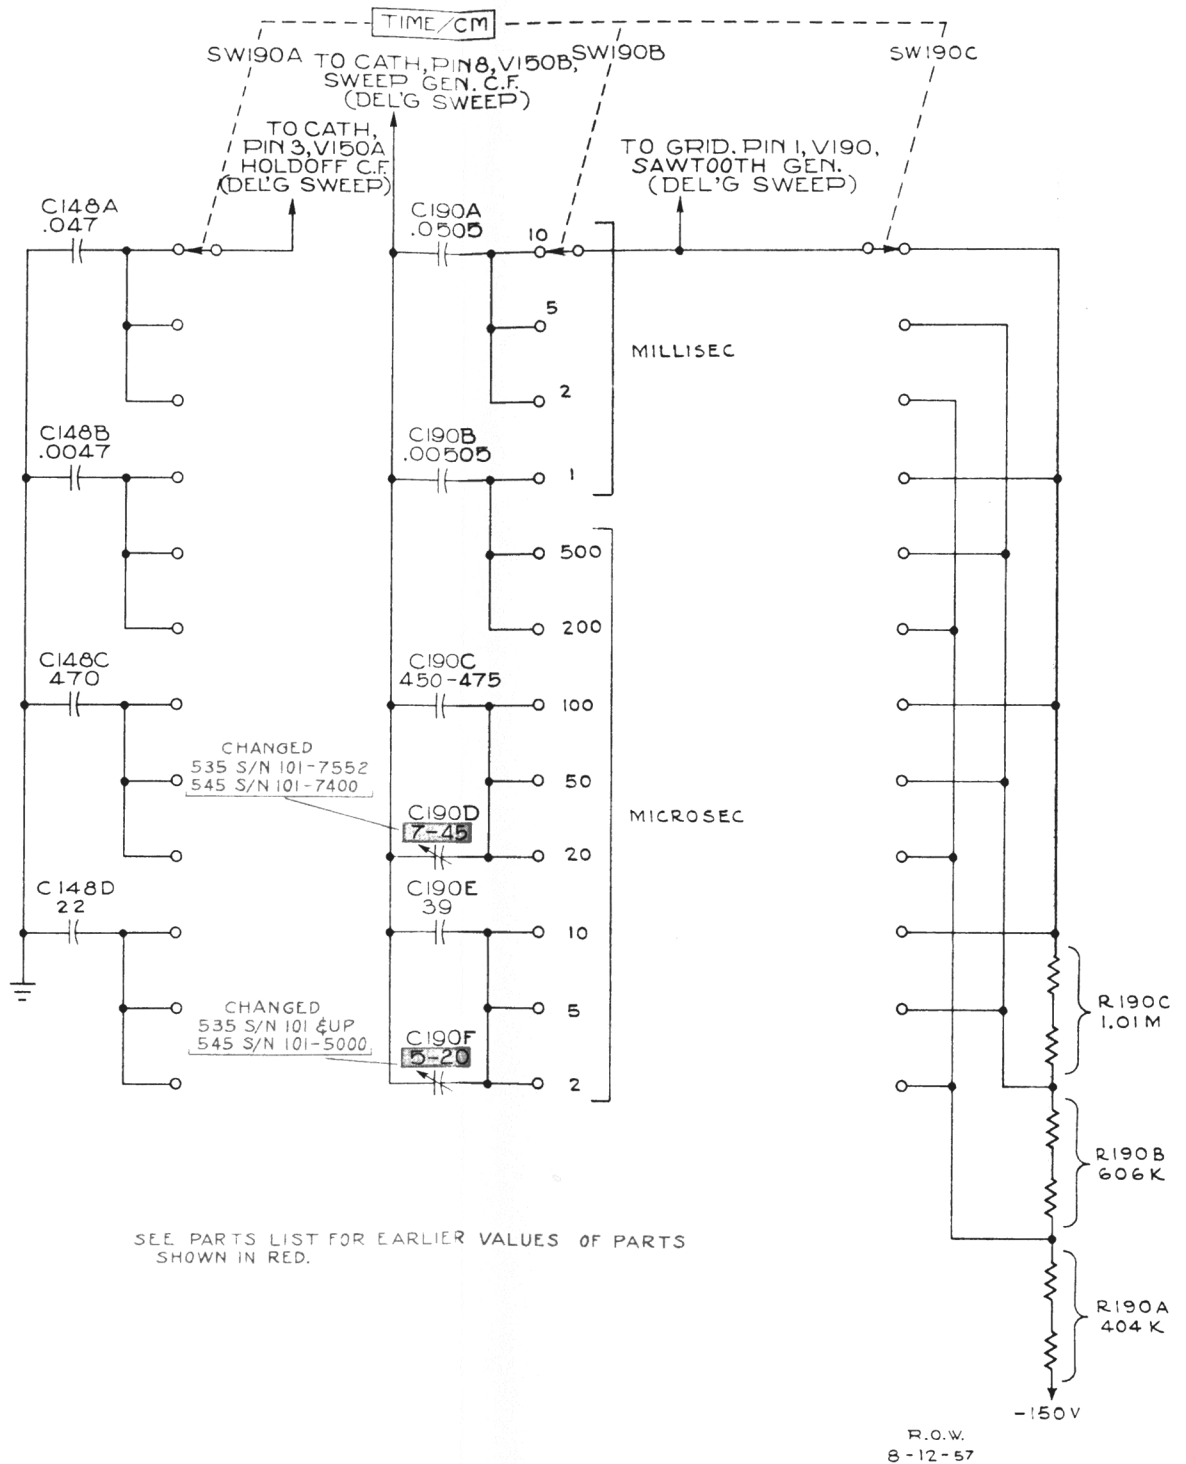 TIME/CM
SW190A
TO CATH, PIN 8, V150B,
SWEEP GEN. C.F.
(DEL'G SWEEP)
SW190B
SW190C
TO CATH,
PIN 3, V150A
HOLDOFF C.F.
(DEL'G SWEEP)
TO GRID, PIN 1, V190,
SAWTOOTH GEN.
(DEL'G SWEEP)
C148A
.047
C190A
.0505
10
5
2
MILLISEC
C148B
.0047
C190B
.00505
1
500
200
C148C
470
C190C
450-475
100
50
20
MICROSEC
CHANGED
535 S/N 101-7552
545 S/N 101-7400
C190D
7-45
C148D
22
C190E
39
10
5
2
CHANGED
535 S/N 101 & UP
545 S/N 101-5000
C190F
5-20
R190C
1.01M
R190B
606K
R190A
404K
-150V
SEE PARTS LIST FOR EARLIER VALUES OF PARTS
SHOWN IN RED.
R.O.W.
8-12-57